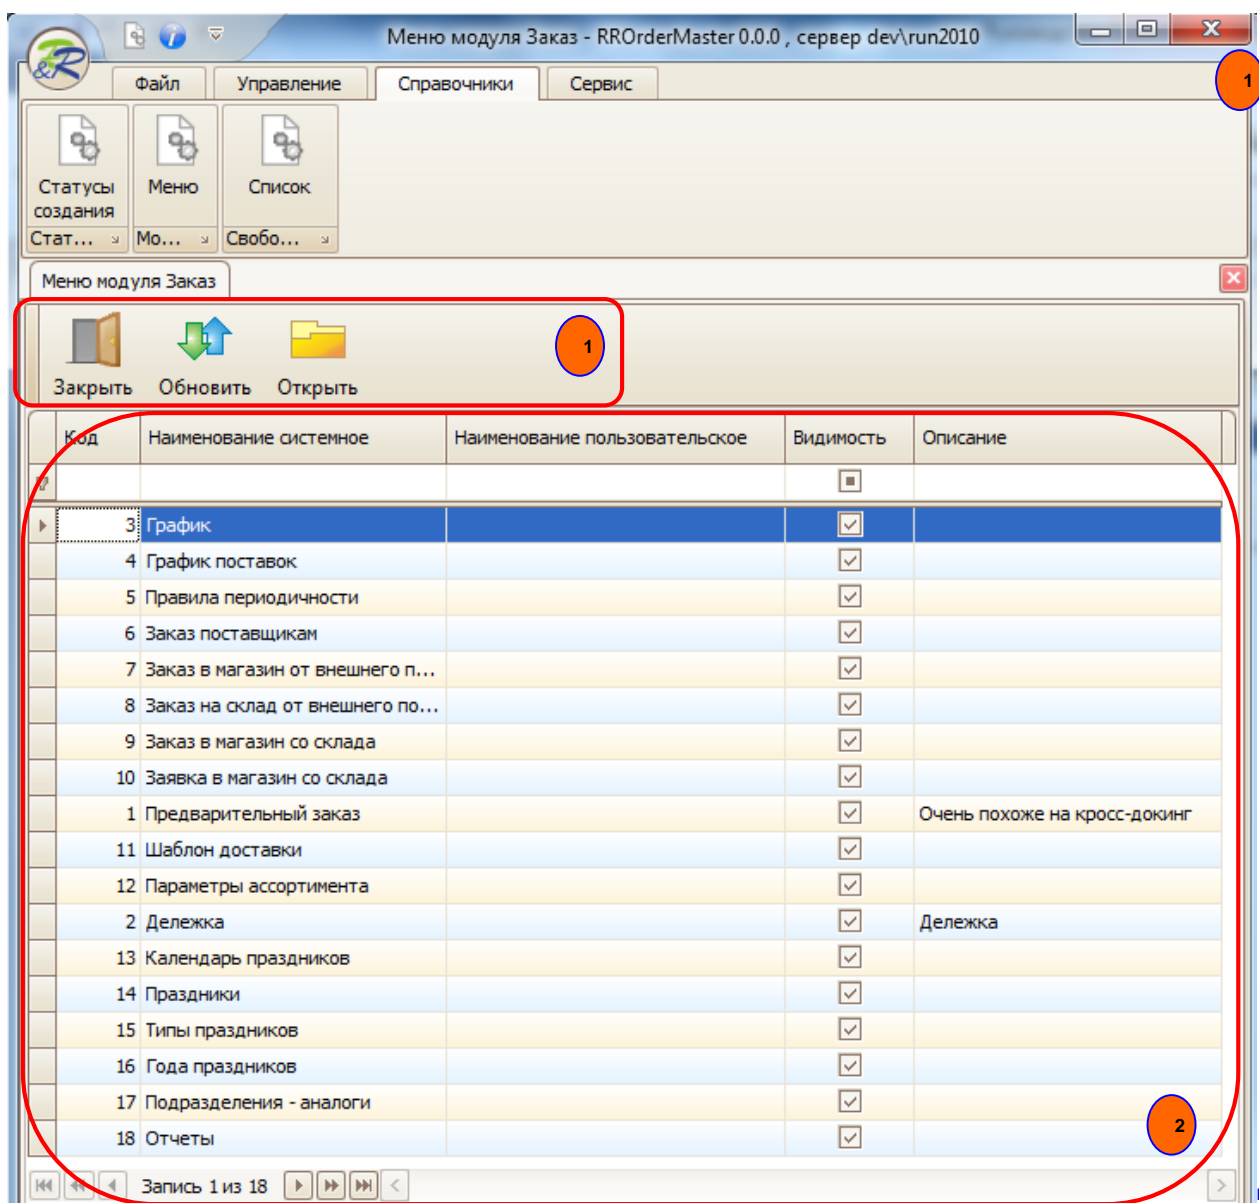 Меню модуля Заказ - RROrderMaster 0.0.0 , сервер dev\run2010
&R
Файл Управление Справочники Сервис
1
Статусы создания Меню Список
Стат... Мо... Свобо...
Меню модуля Заказ
1
Закрыть Обновить Открыть
Код Наименование системное Наименование пользовательское Видимость Описание
3 График
4 График поставок
5 Правила периодичности
6 Заказ поставщикам
7 Заказ в магазин от внешнего п...
8 Заказ на склад от внешнего по...
9 Заказ в магазин со склада
10 Заявка в магазин со склада
1 Предварительный заказ Очень похоже на кросс-докинг
11 Шаблон доставки
12 Параметры ассортимента
2 Дележка Дележка
13 Календарь праздников
14 Праздники
15 Типы праздников
16 Года праздников
17 Подразделения - аналоги
18 Отчеты
2
Запись 1 из 18